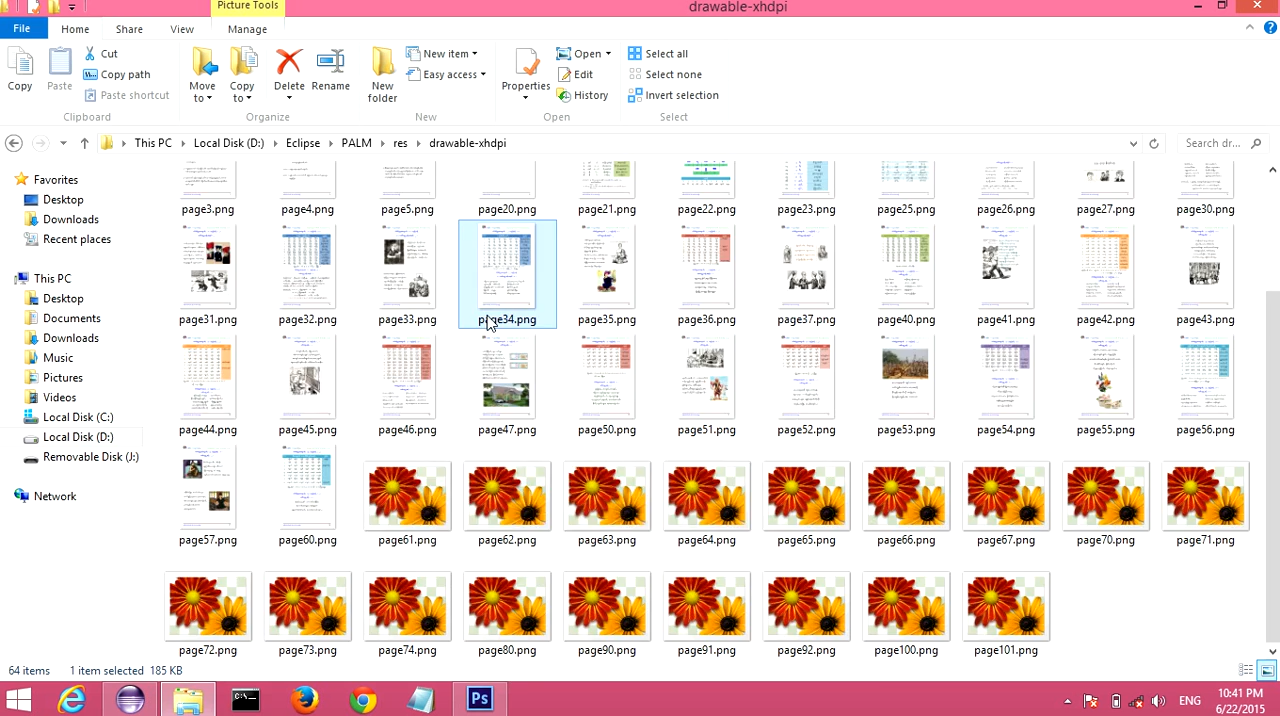 Picture Tools
drawable-xhdpi
File
Home
Share
View
Manage
Copy
Paste
Cut
Copy path
Paste shortcut
Clipboard
Move to
Copy to
Delete
Rename
Organize
New folder
New item
Easy access
New
Properties
Open
Edit
History
Open
Select all
Select none
Invert selection
Select
This PC
Local Disk (D:)
Eclipse
PALM
res
drawable-xhdpi
Search dr...
Favorites
Desktop
Downloads
Recent places
This PC
Desktop
Documents
Downloads
Music
Pictures
Videos
Local Disk (C:)
Local Disk (D:)
Removable Disk (J:)
Network
page3.png page4.png page5.png page21.png page22.png page23.png page25.png page26.png page27.png page30.png
page31.png page32.png page33.png page34.png page35.png page36.png page37.png page40.png page41.png page42.png page43.png
page44.png page45.png page46.png page47.png page50.png page51.png page52.png page53.png page54.png page55.png page56.png
page57.png page60.png page61.png page62.png page63.png page64.png page65.png page66.png page67.png page70.png page71.png
page72.png page73.png page74.png page80.png page90.png page91.png page92.png page100.png page101.png
64 items 1 item selected 185 KB
Ps
ENG
10:41 PM
6/22/2015